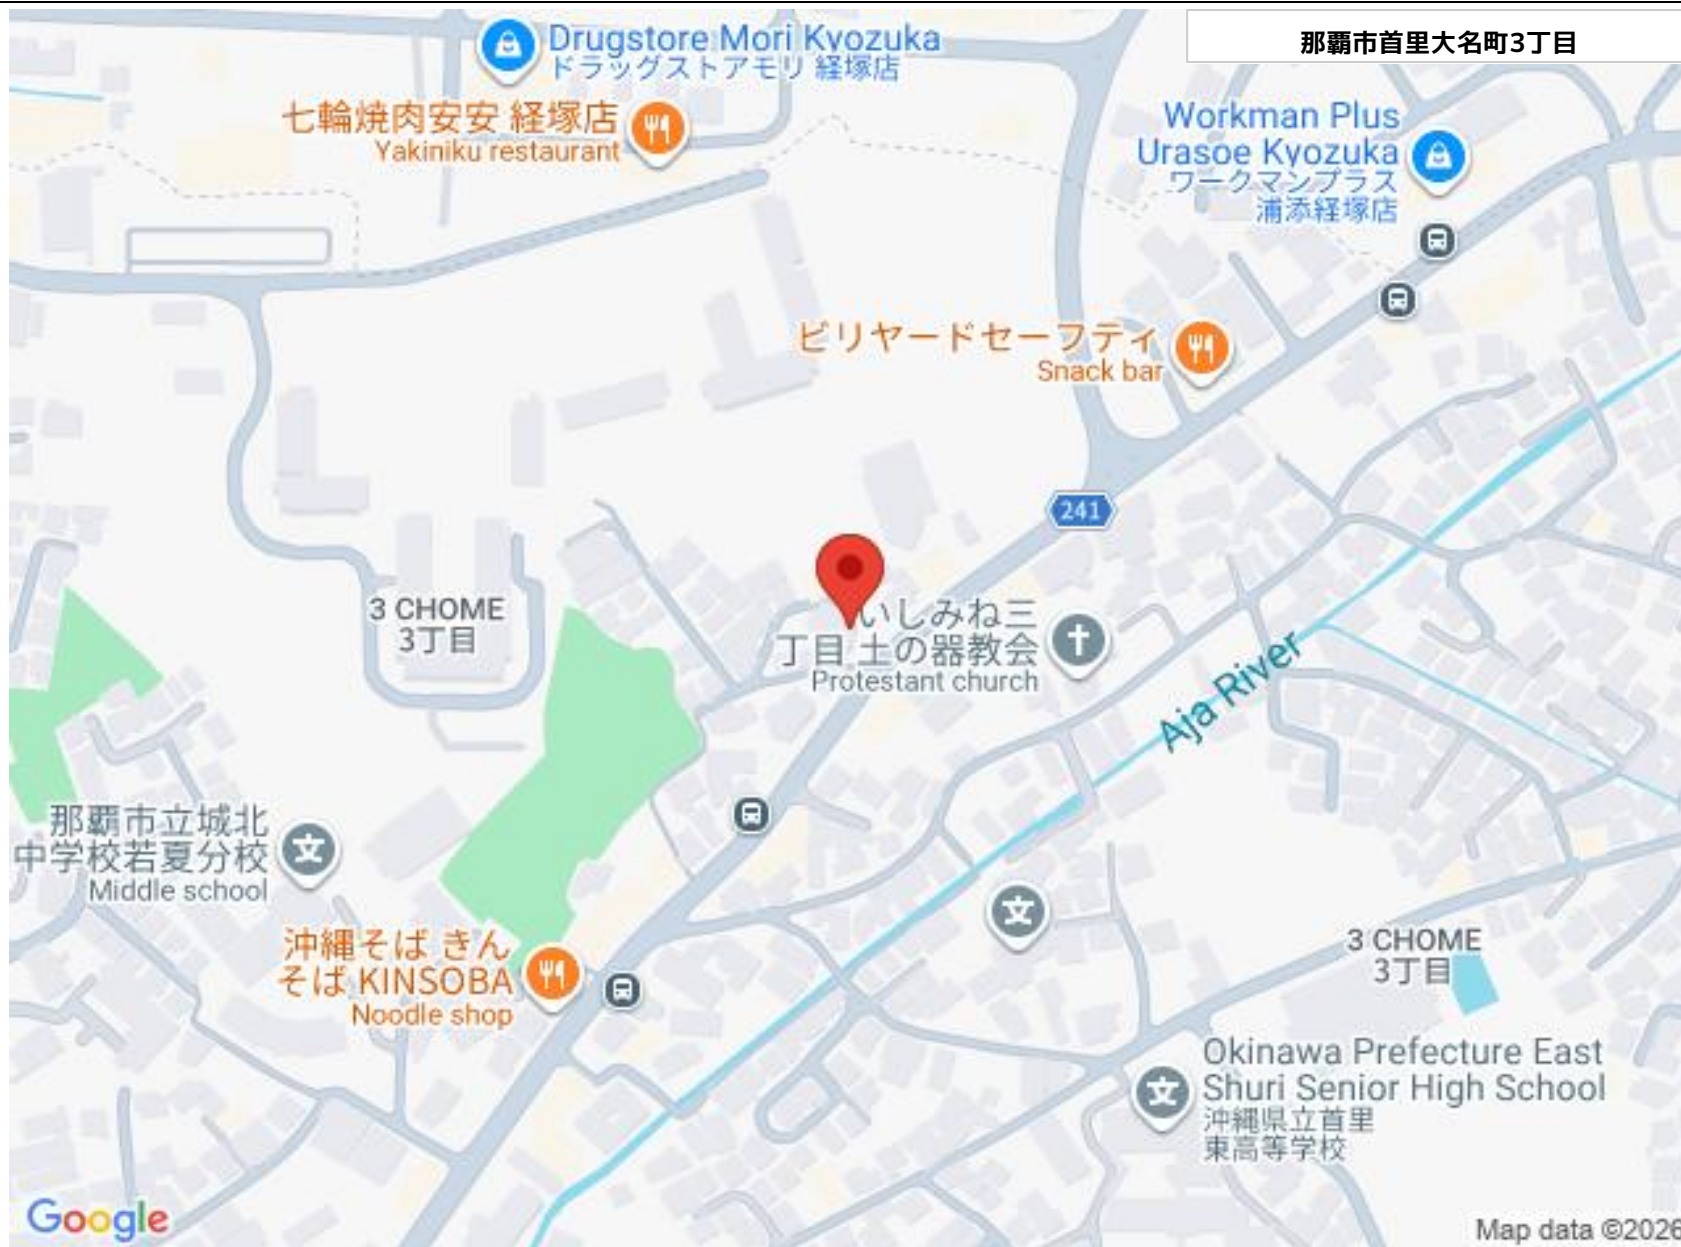 那覇市首里大名町3丁目
Drugstore Mori Kyozuka
ドラッグストアモリ 経塚店
七輪焼肉安安 経塚店
Yakiniku restaurant
Workman Plus
Urasoe Kyozuka
ワークマンプラス
浦添経塚店
ビリヤードセーフティ
Snack bar
241
3 CHOME
3丁目
いしみね三
丁目 土の器教会
Protestant church
Aja River
那覇市立城北
中学校若夏分校
Middle school
文
文
沖縄そば きん
そば KINSOBA
Noodle shop
3 CHOME
3丁目
Okinawa Prefecture East
Shuri Senior High School
沖縄県立首里
東高等学校
文
Google
Map data ©2026